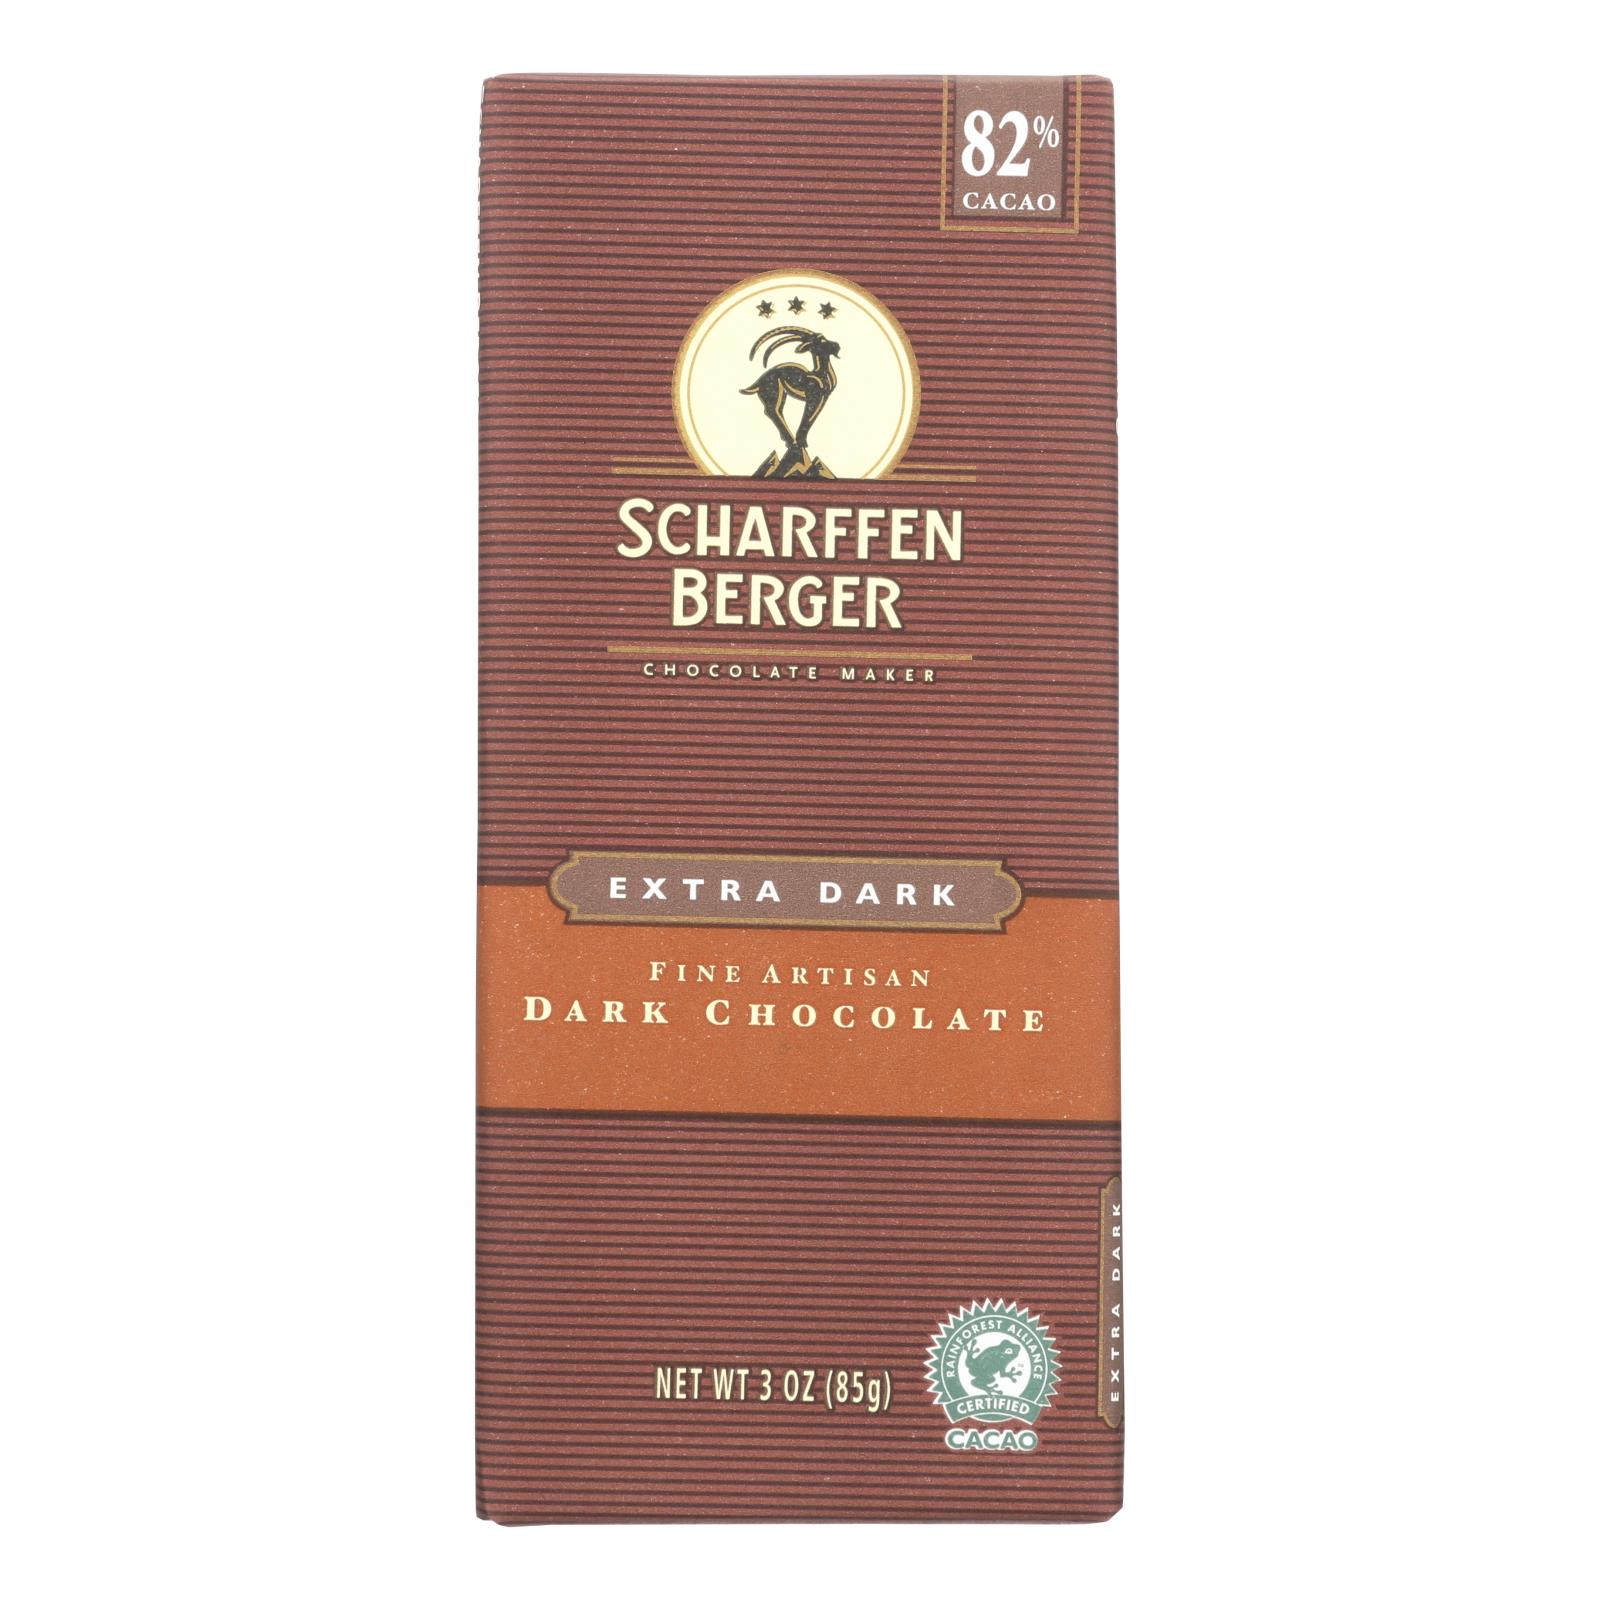 82%
CACAO
SCHARFFEN
BERGER
CHOCOLATE MAKER
EXTRA DARK
FINE ARTISAN
DARK CHOCOLATE
EXTRA DARK
NET WT 3 OZ (85g)
RAINFOREST ALLIANCE
CERTIFIED
CACAO